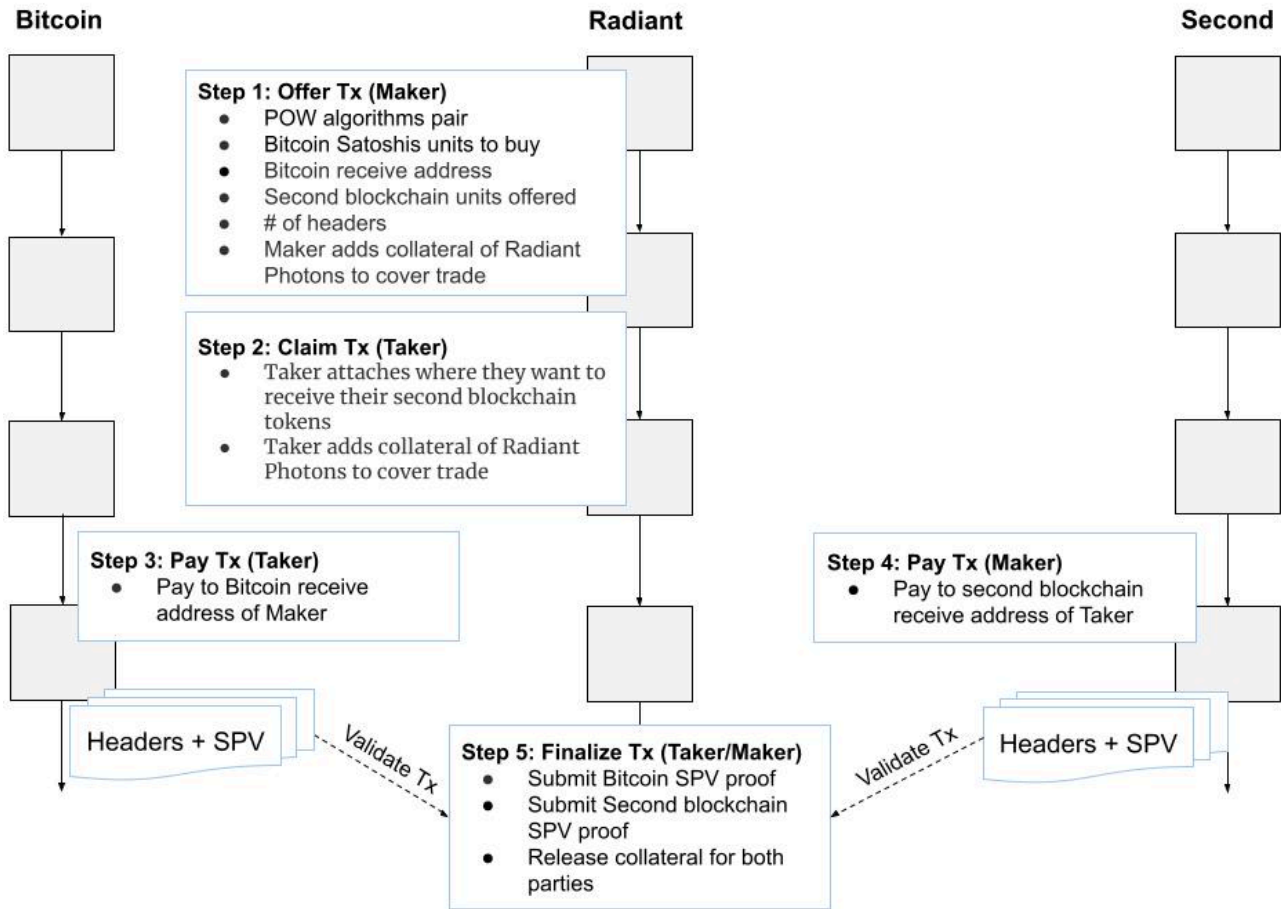 Bitcoin
Radiant
Second
Step 1: Offer Tx (Maker)
● POW algorithms pair
● Bitcoin Satoshis units to buy
● Bitcoin receive address
● Second blockchain units offered
● # of headers
● Maker adds collateral of Radiant
Photons to cover trade
Step 2: Claim Tx (Taker)
● Taker attaches where they want to
receive their second blockchain
tokens
● Taker adds collateral of Radiant
Photons to cover trade
Step 3: Pay Tx (Taker)
● Pay to Bitcoin receive
address of Maker
Step 4: Pay Tx (Maker)
● Pay to second blockchain
receive address of Taker
Headers + SPV
Validate Tx
Step 5: Finalize Tx (Taker/Maker)
● Submit Bitcoin SPV proof
● Submit Second blockchain
SPV proof
● Release collateral for both
parties
Validate Tx
Headers + SPV